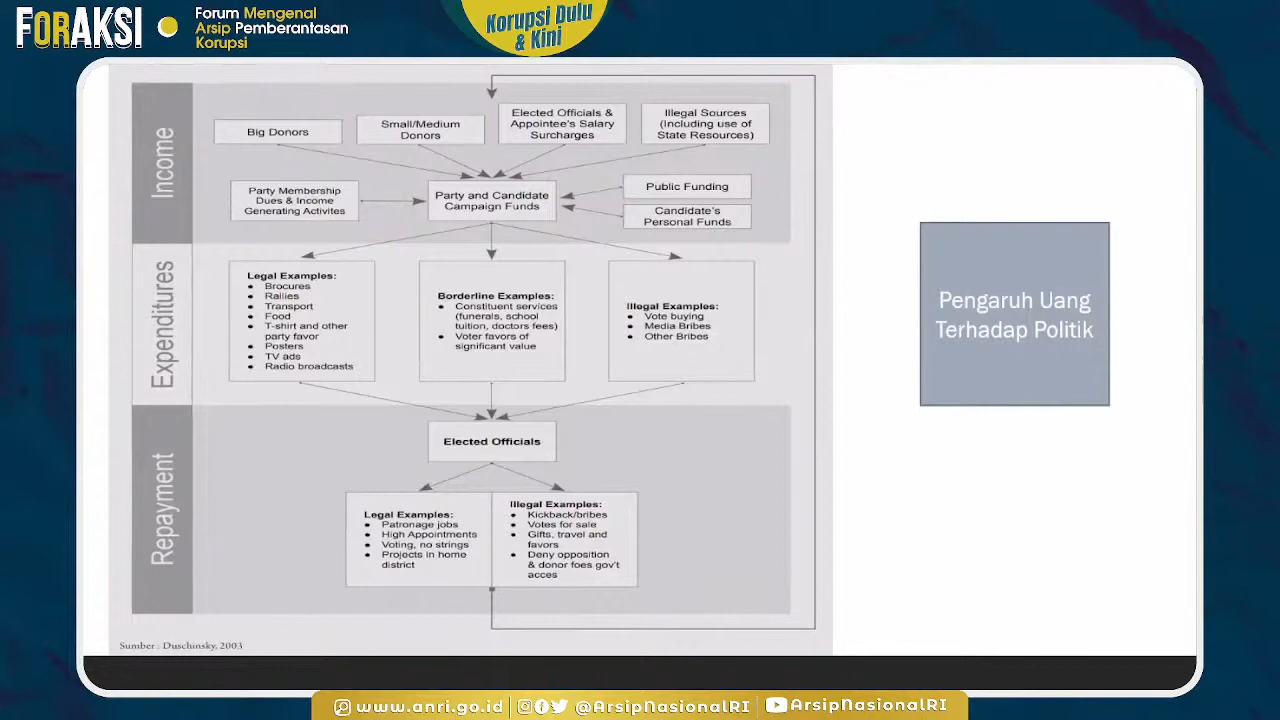 FORAKSI
Forum Mengenal
Arsip Pemberantasan
Korupsi
Korupsi Dulu
& Kini
Income
Big Donors
Small/Medium
Donors
Elected Officials &
Appointee's Salary
Surcharges
Illegal Sources
(Including use of
State Resources)
Party Membership
Dues & Income
Generating Activites
Party and Candidate
Campaign Funds
Public Funding
Candidate's
Personal Funds
Expenditures
Legal Examples:
• Brocures
• Rallies
• Transport
• Food
• T-shirt and other
party favor
• Posters
• TV ads
• Radio broadcasts
Borderline Examples:
• Constituent services
(funerals, school
tuition, doctors fees)
• Voter favors of
significant value
Illegal Examples:
• Vote buying
• Media Bribes
• Other Bribes
Repayment
Elected Officials
Legal Examples:
• Patronage jobs
• High Appointments
• Voting, no strings
• Projects in home
district
Illegal Examples:
• Kickback/bribes
• Votes for sale
• Gifts, travel and
favors
• Deny opposition
& donor foes gov't
acces
Sumber : Duschinsky, 2003
Pengaruh Uang
Terhadap Politik
www.anri.go.id
@ArsipNasionalRI
ArsipNasionalRI